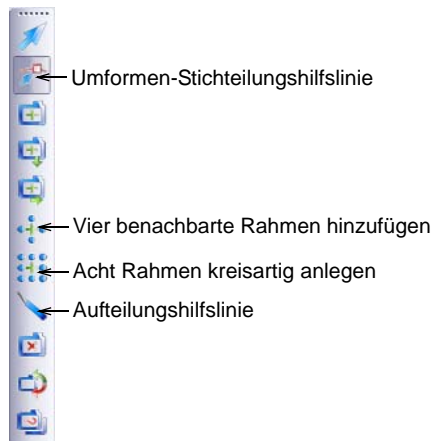 Umformen-Stichteilungshilfslinie
Vier benachbarte Rahmen hinzufügen
Acht Rahmen kreisartig anlegen
Aufteilungshilfslinie